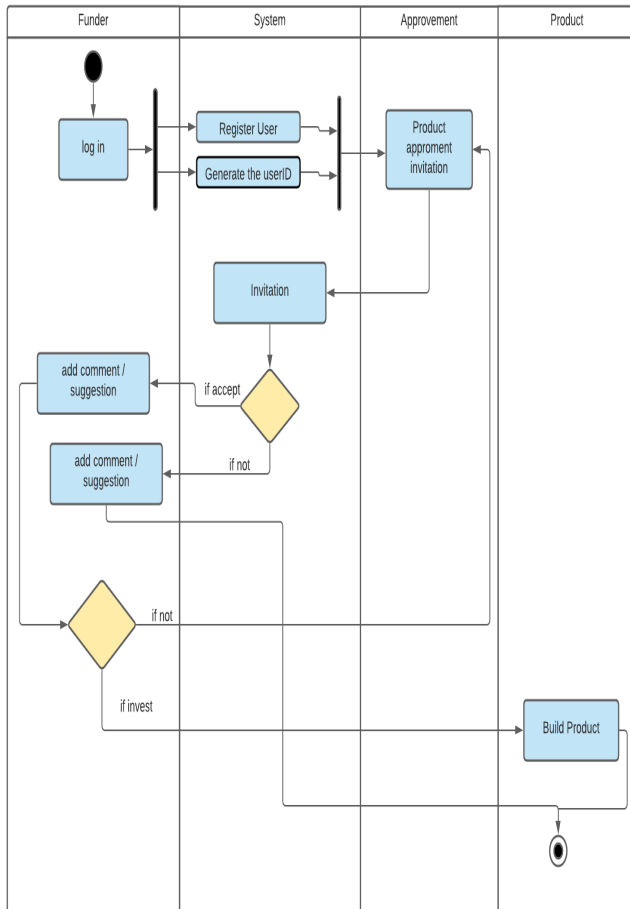 Funder
System
Approvement
Product
log in
Register User
Generate the userID
Product
approment
invitation
Invitation
if accept
add comment /
suggestion
if not
add comment /
suggestion
if not
if invest
Build Product